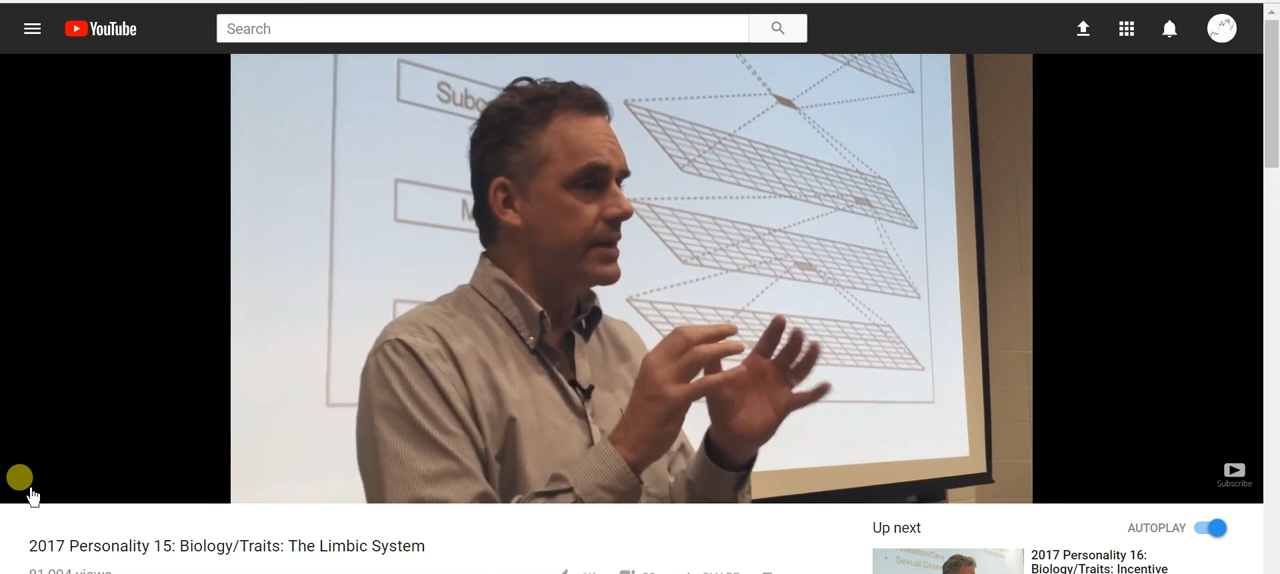 YouTube
Search
Subscribe
2017 Personality 15: Biology/Traits: The Limbic System
Up next
AUTOPLAY
2017 Personality 16:
Biology/Traits: Incentive